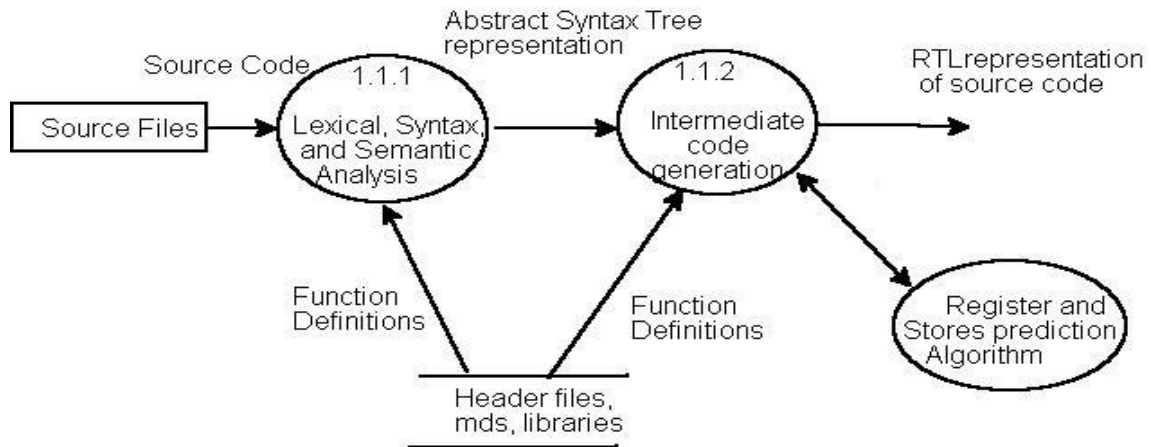 Abstract Syntax Tree
representation
Source Code
1.1.1
1.1.2
RTLrepresentation
of source code
Source Files
Lexical, Syntax,
and Semantic
Analysis
Intermediate
code
generation
Function
Definitions
Function
Definitions
Register and
Stores prediction
Algorithm
Header files,
mds, libraries